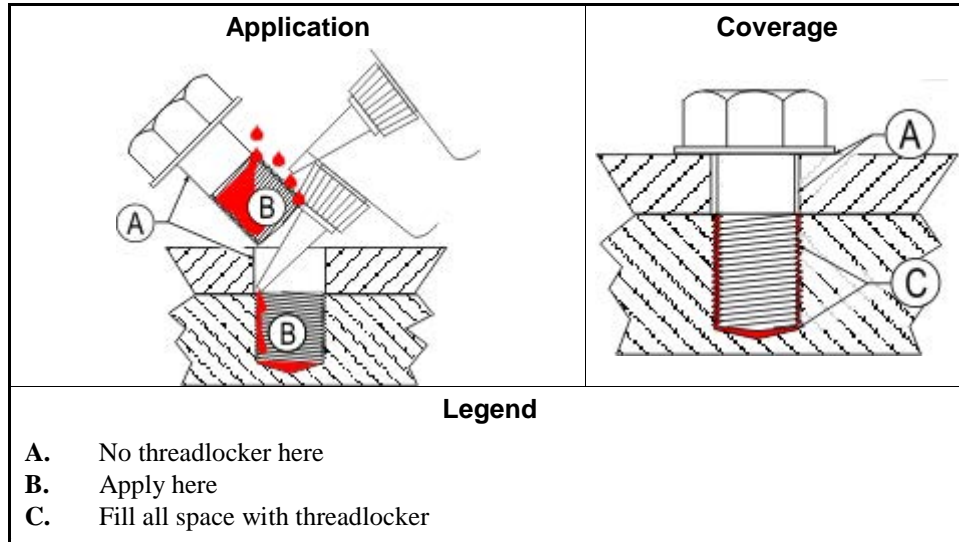 Application
Coverage
A
B
B
A
C
Legend
A. No threadlocker here
B. Apply here
C. Fill all space with threadlocker